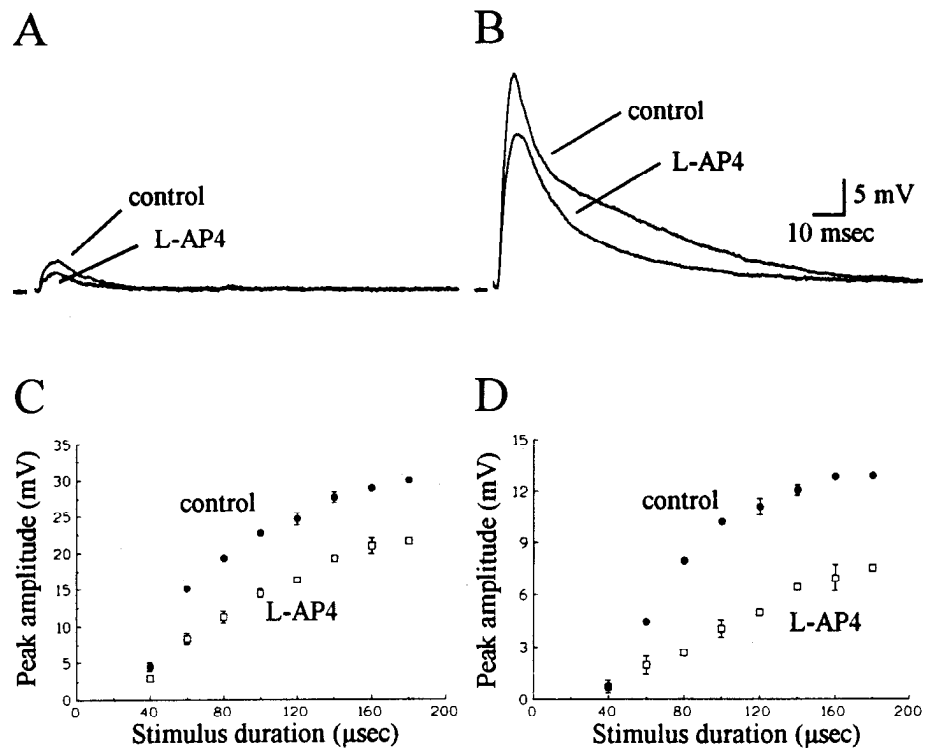 A
B
control
L-AP4
control
L-AP4
5 mV
10 msec
C
D
Peak amplitude (mV)
35
30
25
20
15
10
5
0
control
L-AP4
0 40 80 120 160 200
Stimulus duration (μsec)
Peak amplitude (mV)
15
12
9
6
3
0
control
L-AP4
0 40 80 120 160 200
Stimulus duration (μsec)